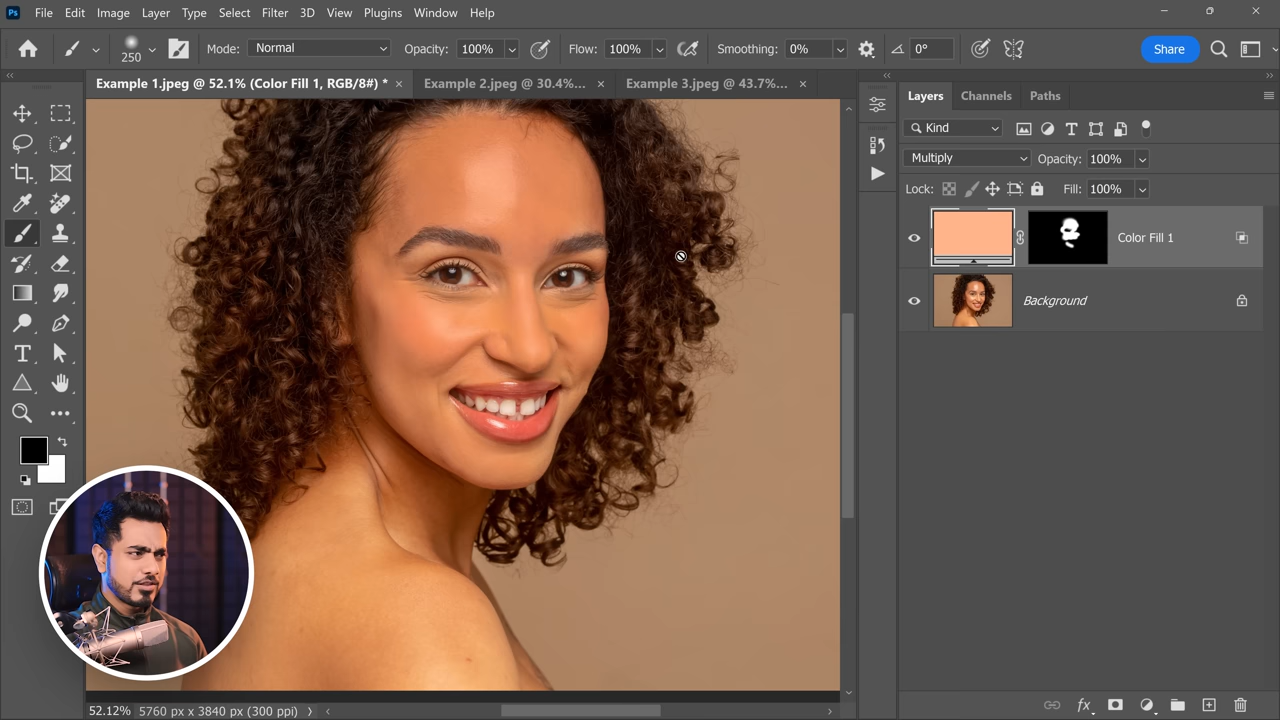 Ps File Edit Image Layer Type Select Filter 3D View Plugins Window Help
250 Mode: Normal Opacity: 100% Flow: 100% Smoothing: 0% 0° Share
Example 1.jpeg @ 52.1% (Color Fill 1, RGB/8#) * × Example 2.jpeg @ 30.4%... × Example 3.jpeg @ 43.7%... ×
Layers Channels Paths
Kind
Multiply Opacity: 100%
Lock: Fill: 100%
Color Fill 1
Background
52.12% 5760 px x 3840 px (300 ppi)